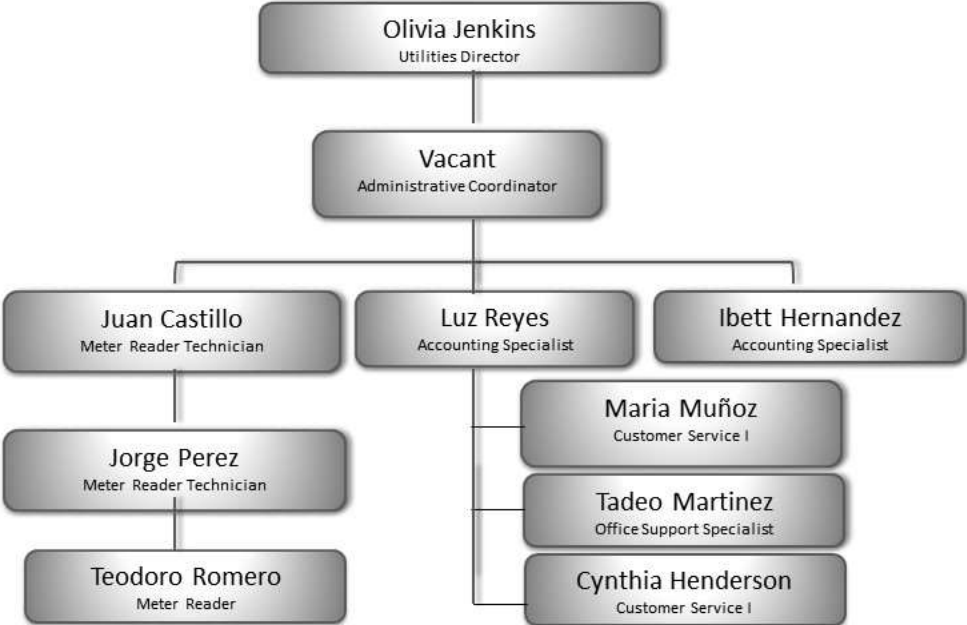 Olivia Jenkins
Utilities Director
Vacant
Administrative Coordinator
Juan Castillo
Meter Reader Technician
Luz Reyes
Accounting Specialist
Ibett Hernandez
Accounting Specialist
Maria Muñoz
Customer Service I
Jorge Perez
Meter Reader Technician
Tadeo Martinez
Office Support Specialist
Teodoro Romero
Meter Reader
Cynthia Henderson
Customer Service I